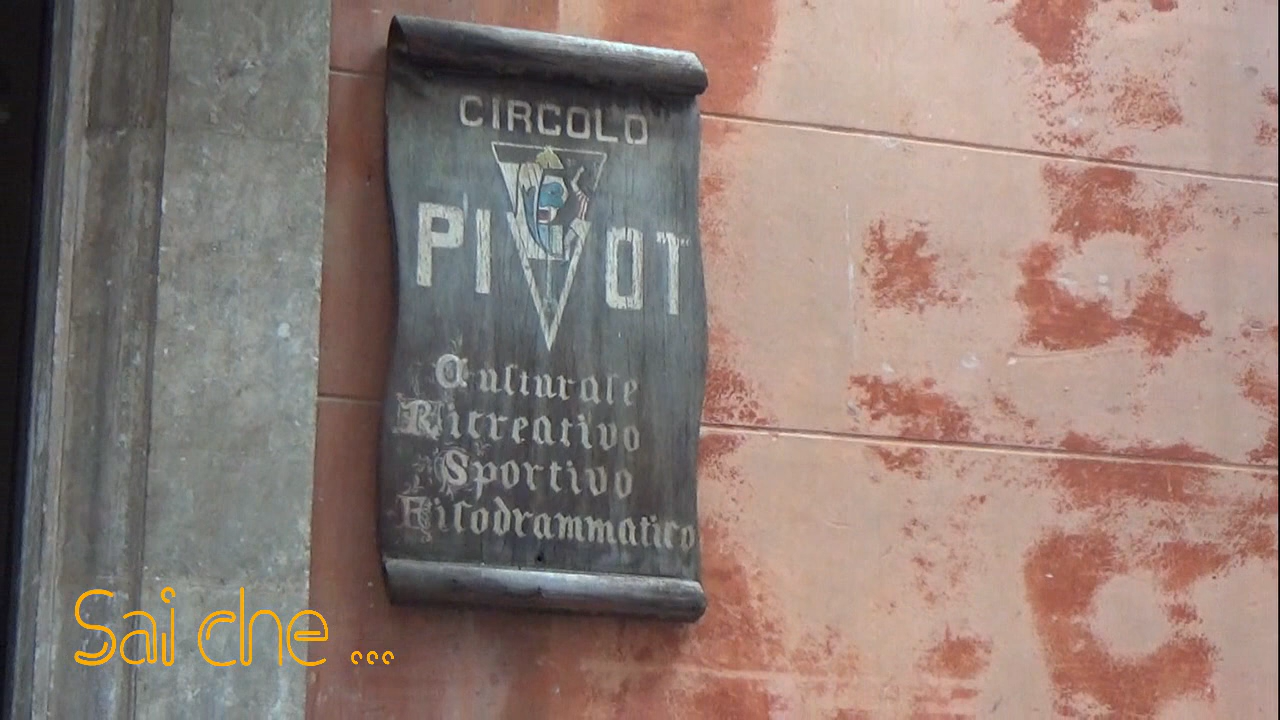 CIRCOLO
PIVOT
Culturale
Ricreativo
Sportivo
Filodrammatico
Sai che ...